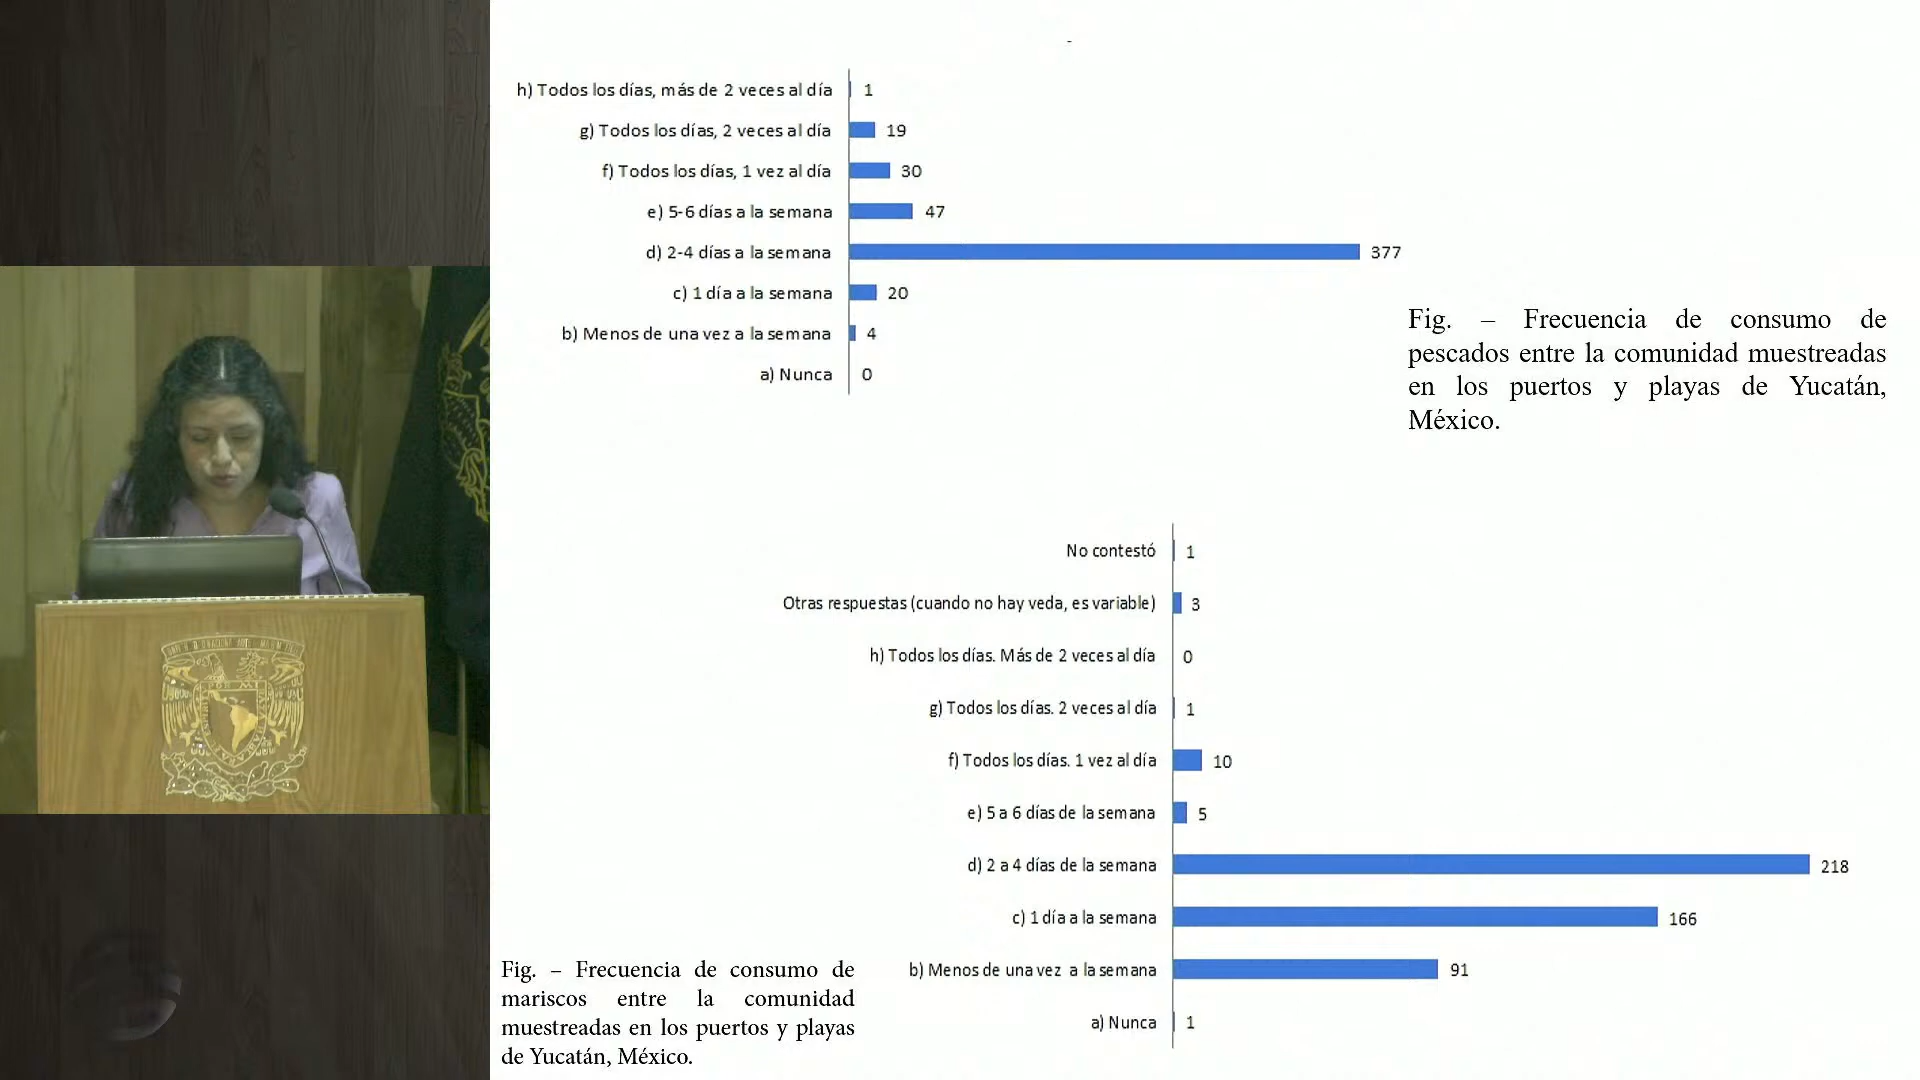 h) Todos los días, más de 2 veces al día 1
g) Todos los días, 2 veces al día 19
f) Todos los días, 1 vez al día 30
e) 5-6 días a la semana 47
d) 2-4 días a la semana 377
c) 1 día a la semana 20
b) Menos de una vez a la semana 4
a) Nunca 0
Fig. – Frecuencia de consumo de
pescados entre la comunidad muestreadas
en los puertos y playas de Yucatán,
México.
No contestó 1
Otras respuestas (cuando no hay veda, es variable) 3
h) Todos los días. Más de 2 veces al día 0
g) Todos los días. 2 veces al día 1
f) Todos los días. 1 vez al día 10
e) 5 a 6 días de la semana 5
d) 2 a 4 días de la semana 218
c) 1 día a la semana 166
b) Menos de una vez a la semana 91
a) Nunca 1
Fig. – Frecuencia de consumo de
mariscos entre la comunidad
muestreadas en los puertos y playas
de Yucatán, México.